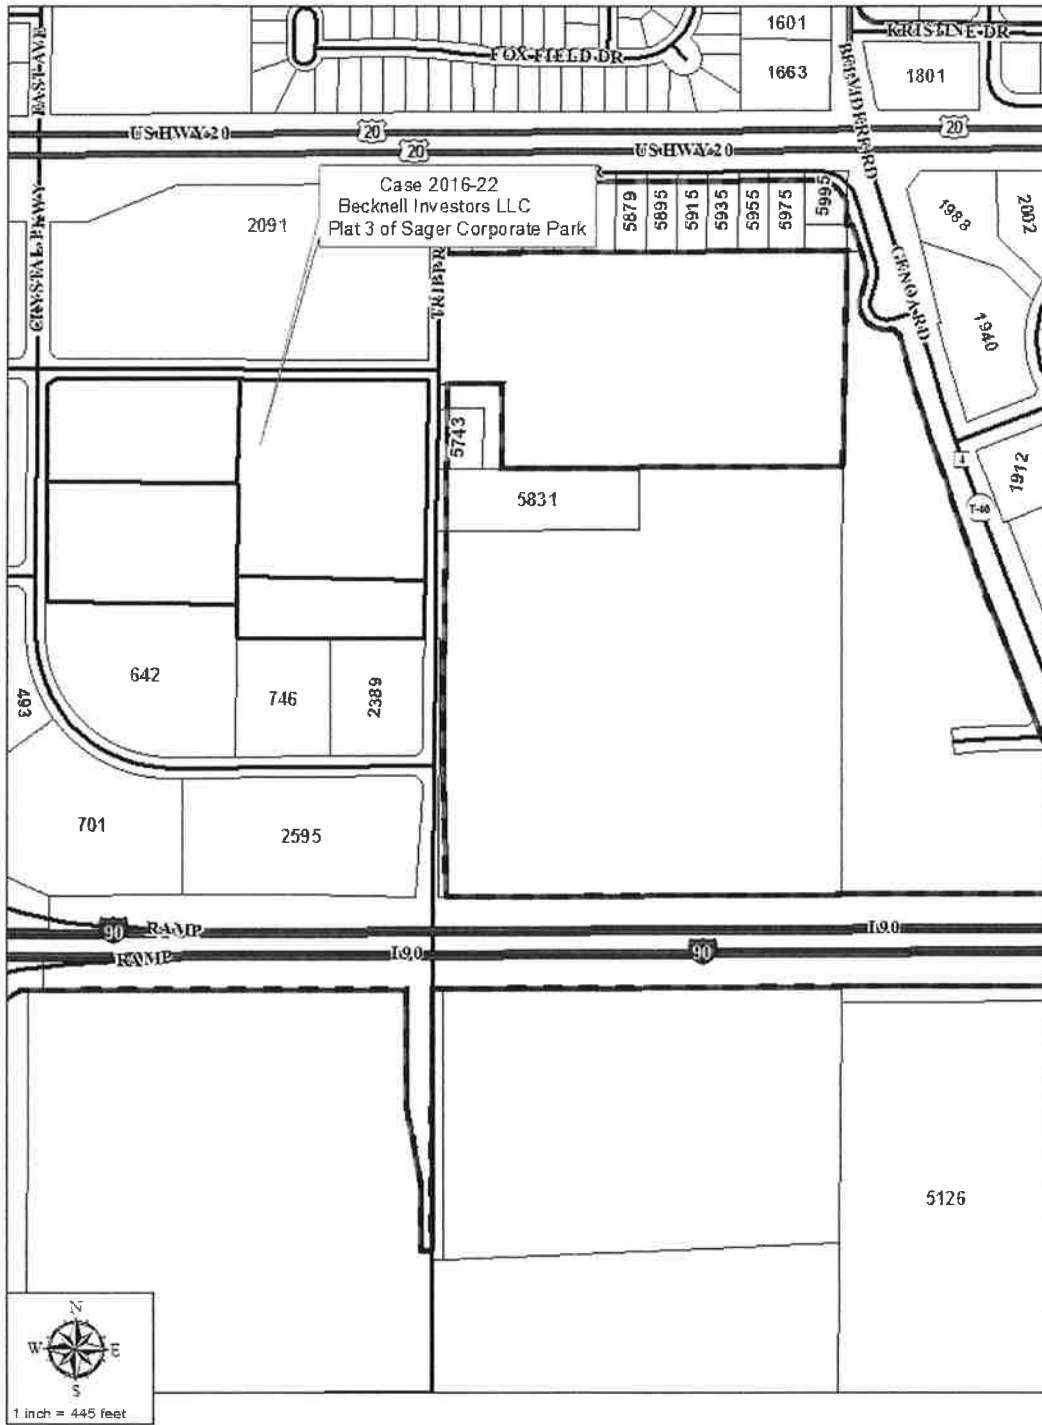 1601
KRISTINE DR
FOX FIELD DR
1663
1801
EAST AVE
BELVIDERE RD
US HWY 20
20
20
US HWY 20
20
Case 2016-22
Becknell Investors LLC
Plat 3 of Sager Corporate Park
2091
5879
5895
5915
5935
5955
5975
5995
1988
2002
CRYSTAL PKWY
GENOA RD
1940
5743
4
1912
5831
T-40
642
746
2389
493
701
2595
90
RAMP
I 90
RAMP
I 90
90
5126
N
W
E
S
1 inch = 445 feet